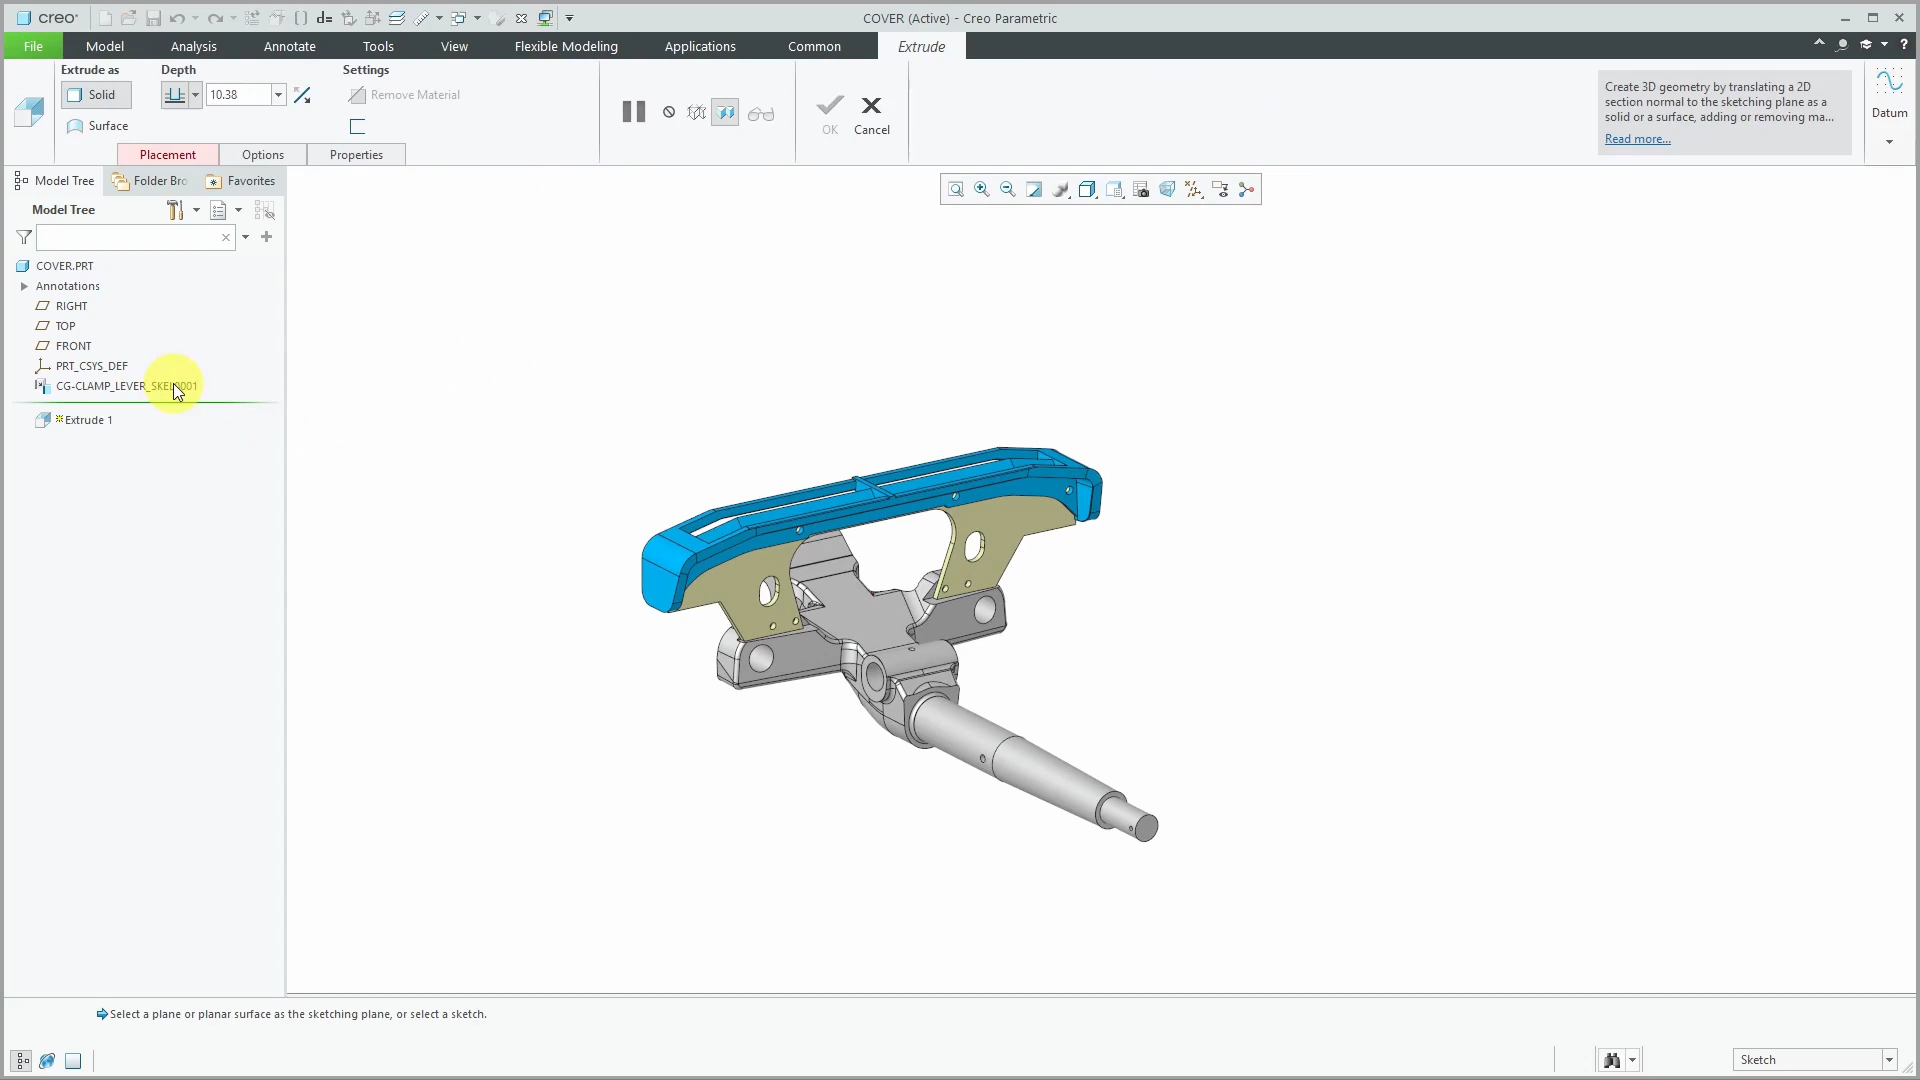 creo
d=
COVER (Active) - Creo Parametric
File
Model
Analysis
Annotate
Tools
View
Flexible Modeling
Applications
Common
Extrude
?
Extrude as
Depth
Settings
Solid
10.38
Remove Material
Surface
OK
Cancel
Create 3D geometry by translating a 2D
section normal to the sketching plane as a
solid or a surface, adding or removing ma...
Read more...
Datum
Placement
Options
Properties
Model Tree
Folder Bro
Favorites
Model Tree
COVER.PRT
Annotations
RIGHT
TOP
FRONT
PRT_CSYS_DEF
CG-CLAMP_LEVER_SKEL0001
Extrude 1
Select a plane or planar surface as the sketching plane, or select a sketch.
Sketch